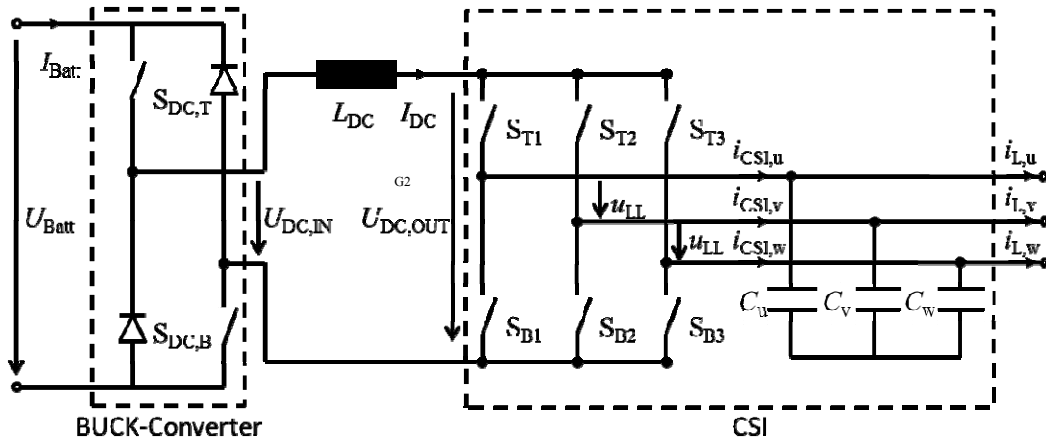 I_Batt
S_DC,T
L_DC
I_DC
S_T1
S_T2
S_T3
i_CSI,u
i_L,u
G2
U_Batt
U_DC,IN
U_DC,OUT
u_LL
i_CSI,v
i_L,v
u_LL
i_CSI,w
i_L,w
S_DC,B
S_B1
S_B2
S_B3
C_u
C_v
C_w
BUCK-Converter
CSI